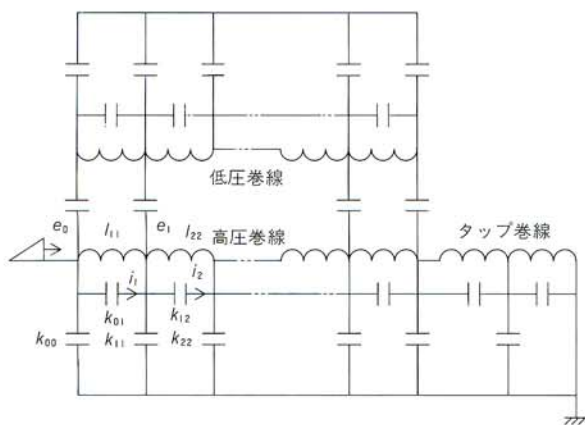 低圧巻線
e₀
l₁₁
e₁
l₂₂
高圧巻線
タップ巻線
i₁
i₂
k₀₁
k₁₂
k₀₀
k₁₁
k₂₂